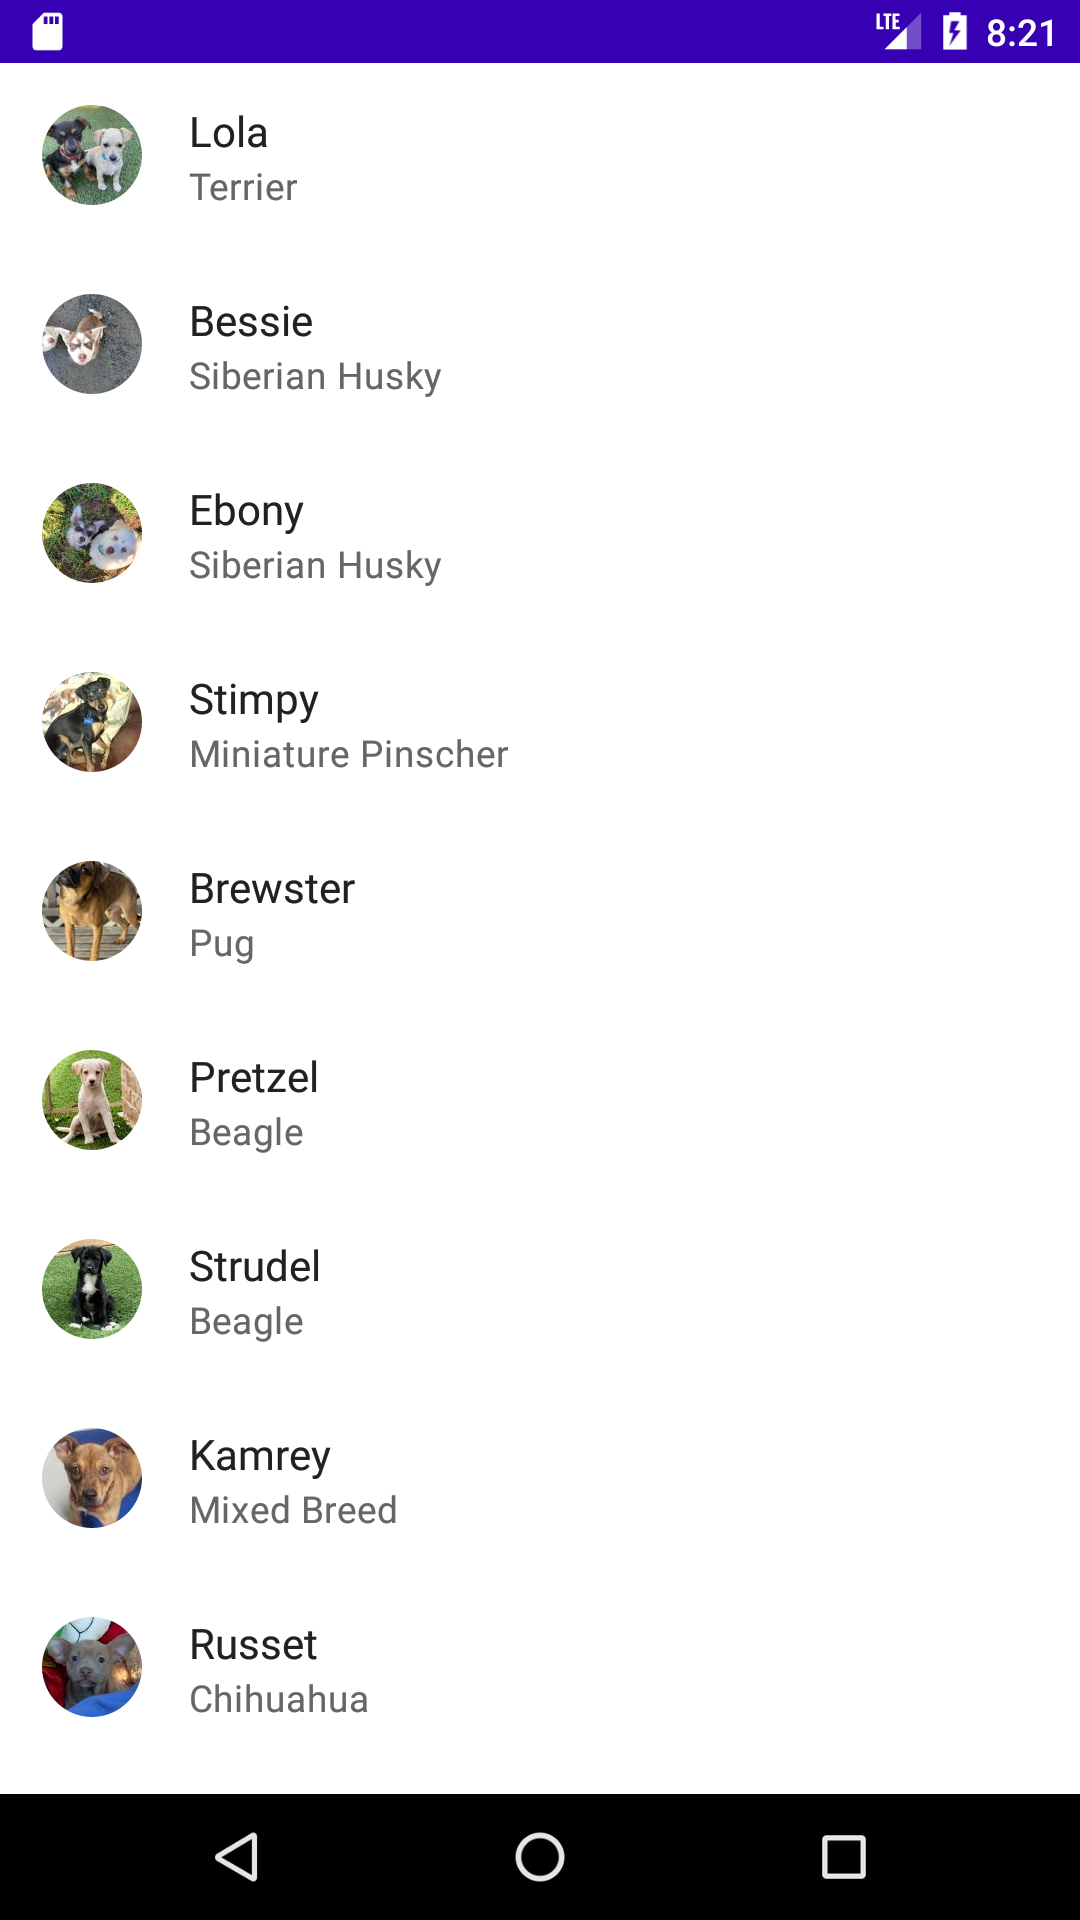 LTE 8:21
Lola
Terrier
Bessie
Siberian Husky
Ebony
Siberian Husky
Stimpy
Miniature Pinscher
Brewster
Pug
Pretzel
Beagle
Strudel
Beagle
Kamrey
Mixed Breed
Russet
Chihuahua